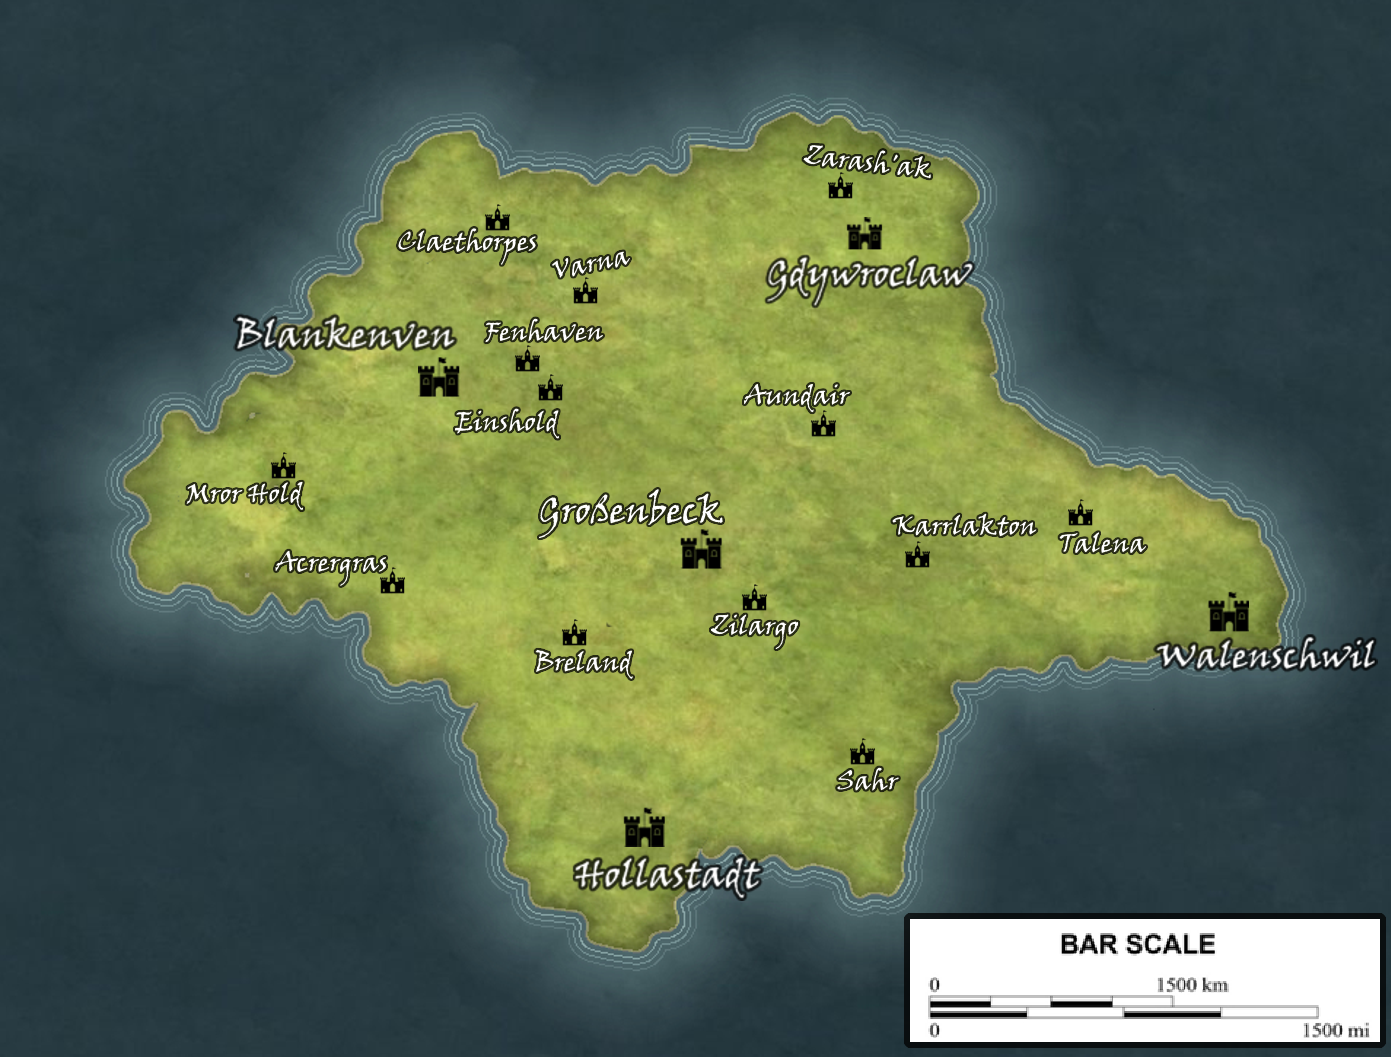 Zarash'ak
Claethorpes
Varna
Gdywroclaw
Blankenven
Fenhaven
Aundair
Einshold
Mror Hold
Großenbeck
Karrlakton
Talena
Acrergras
Zilargo
Breland
Walenschwil
Sahr
Hollastadt
BAR SCALE
0 1500 km
0 1500 mi